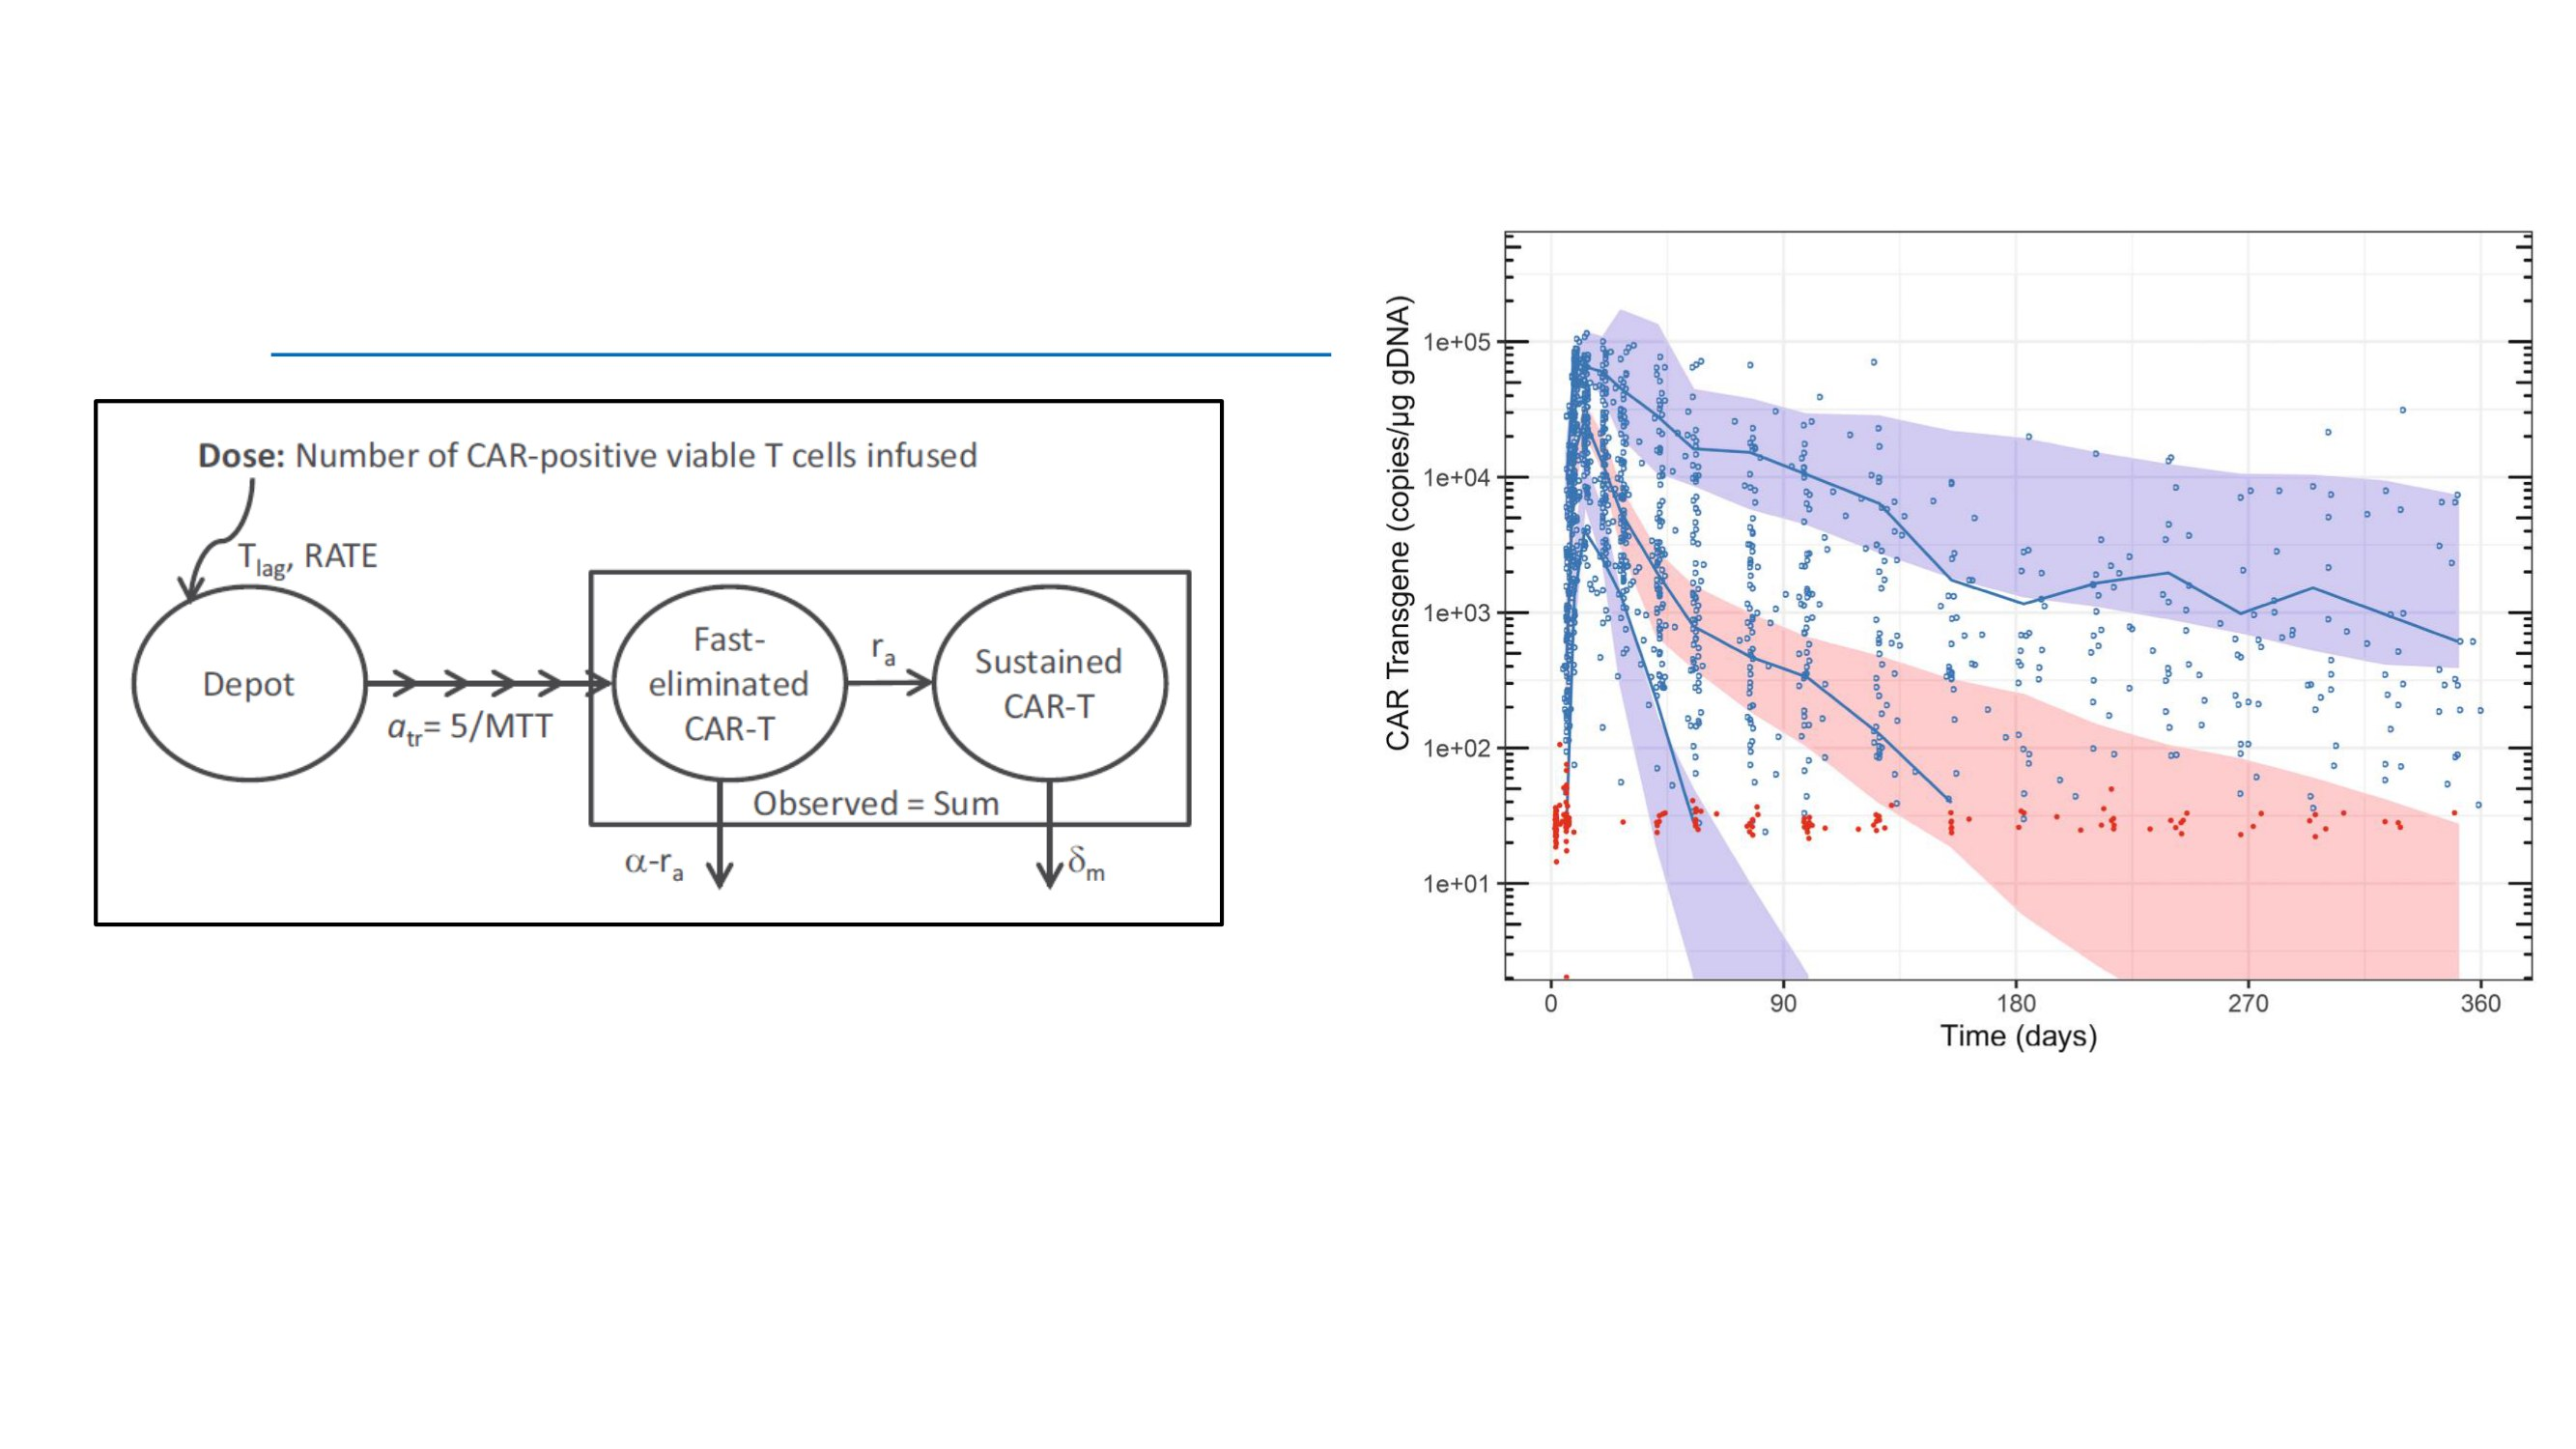 Dose: Number of CAR-positive viable T cells infused
Tlag, RATE
Depot
atr= 5/MTT
Fast-
eliminated
CAR-T
ra
Sustained
CAR-T
Observed = Sum
α-ra
δm
CAR Transgene (copies/µg gDNA)
1e+05
1e+04
1e+03
1e+02
1e+01
0 90 180 270 360
Time (days)